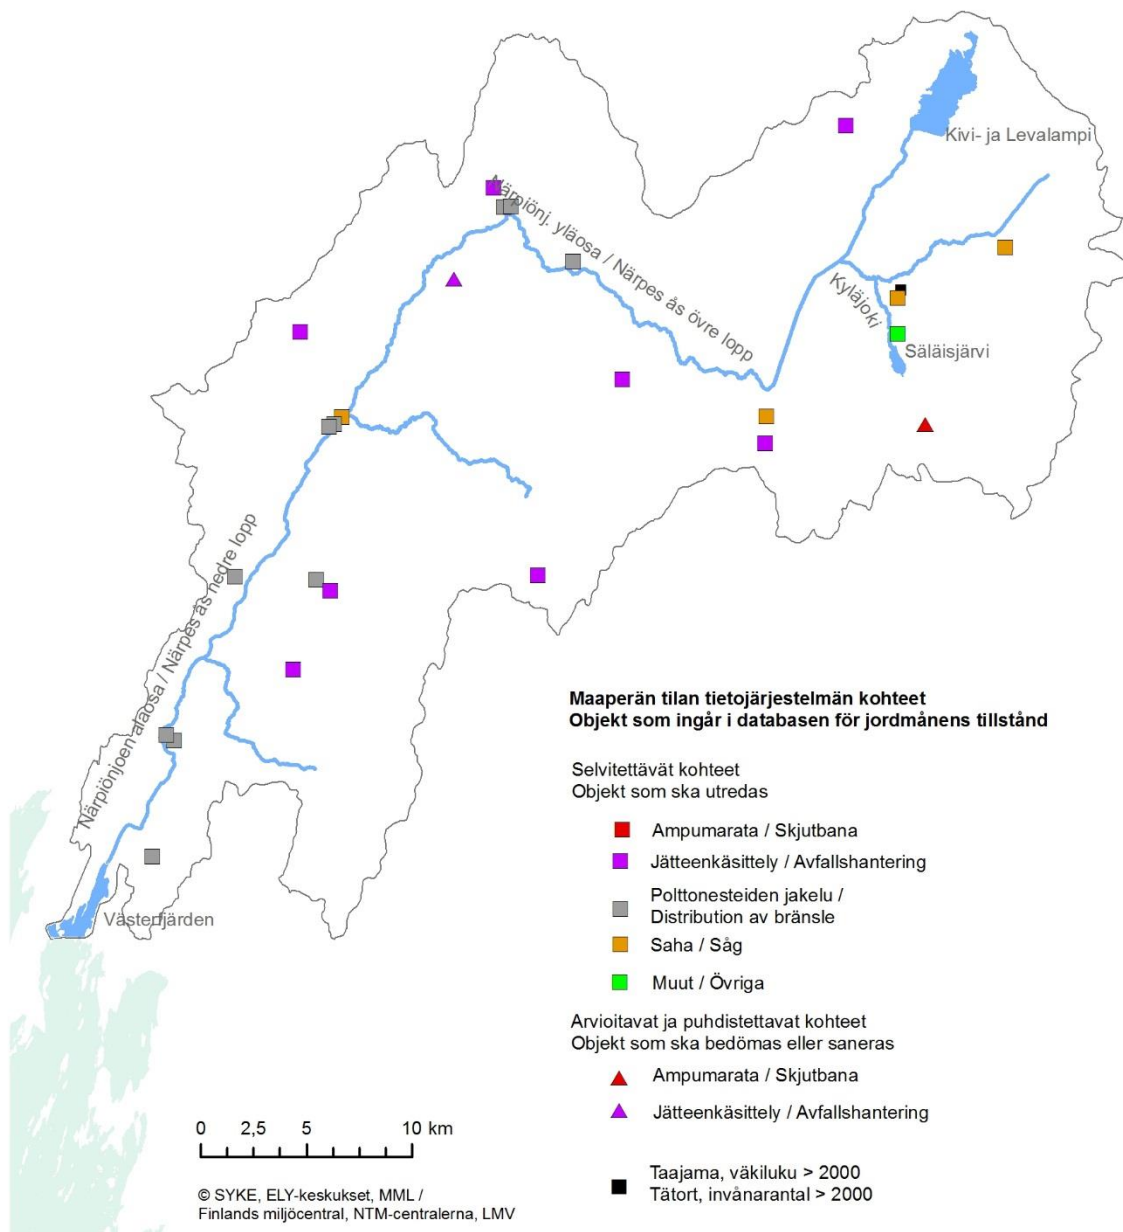 Kivi- ja Levalampi
Närpiönj. yläosa / Närpes ås övre lopp
Kyläjoki
Säläisjärvi
Närpiönjoen alaosa / Närpes ås nedre lopp
Västerfjärden
Maaperän tilan tietojärjestelmän kohteet
Objekt som ingår i databasen för jordmånens tillstånd
Selvitettävät kohteet
Objekt som ska utredas
Ampumarata / Skjutbana
Jätteenkäsittely / Avfallshantering
Polttonesteiden jakelu /
Distribution av bränsle
Saha / Såg
Muut / Övriga
Arvioitavat ja puhdistettavat kohteet
Objekt som ska bedömas eller saneras
Ampumarata / Skjutbana
Jätteenkäsittely / Avfallshantering
Taajama, väkiluku > 2000
Tätort, invånarantal > 2000
0 2,5 5 10 km
© SYKE, ELY-keskukset, MML /
Finlands miljöcentral, NTM-centralerna, LMV